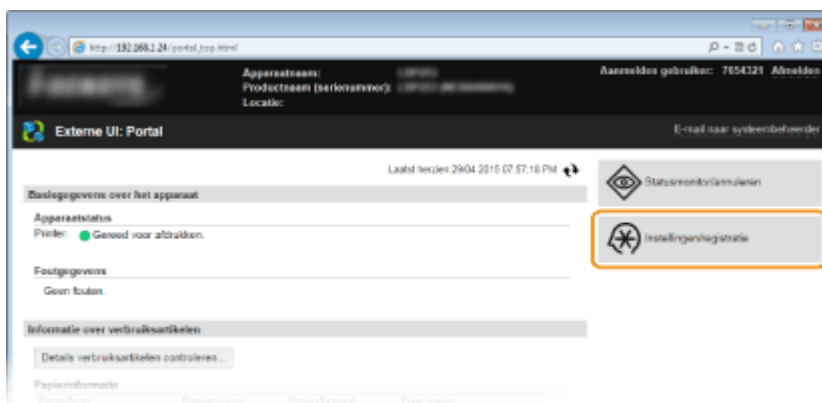 http://192.168.1.24/portal_top.html
Apparaatnaam:
Productnaam (serienummer):
Locatie:
Aanmelden gebruiker: 7654321 Afmelden
Externe UI: Portal
E-mail naar systeembeheerder
Laatst herzien: 29/04 2015 07:57:18 PM
Basisgegevens over het apparaat
Apparaatstatus
Printer: Gereed voor afdrukken.
Foutgegevens
Geen fouten.
Informatie over verbruiksartikelen
Details verbruiksartikelen controleren...
Papierinformatie
Statusmonitor/annuleren
Instellingen/registratie